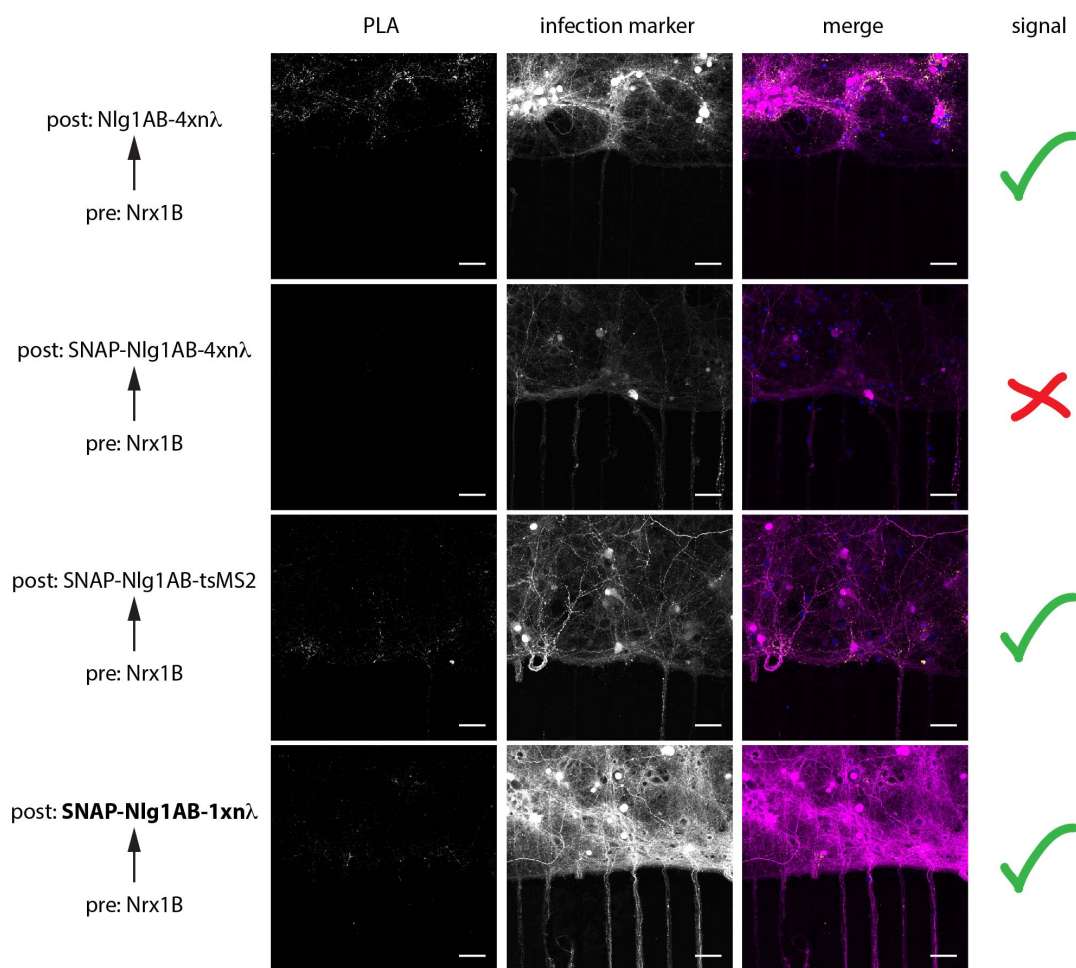 PLA infection marker merge signal
post: Nlg1AB-4xnλ
pre: Nrx1B
post: SNAP-Nlg1AB-4xnλ
pre: Nrx1B
post: SNAP-Nlg1AB-tsMS2
pre: Nrx1B
post: SNAP-Nlg1AB-1xnλ
pre: Nrx1B